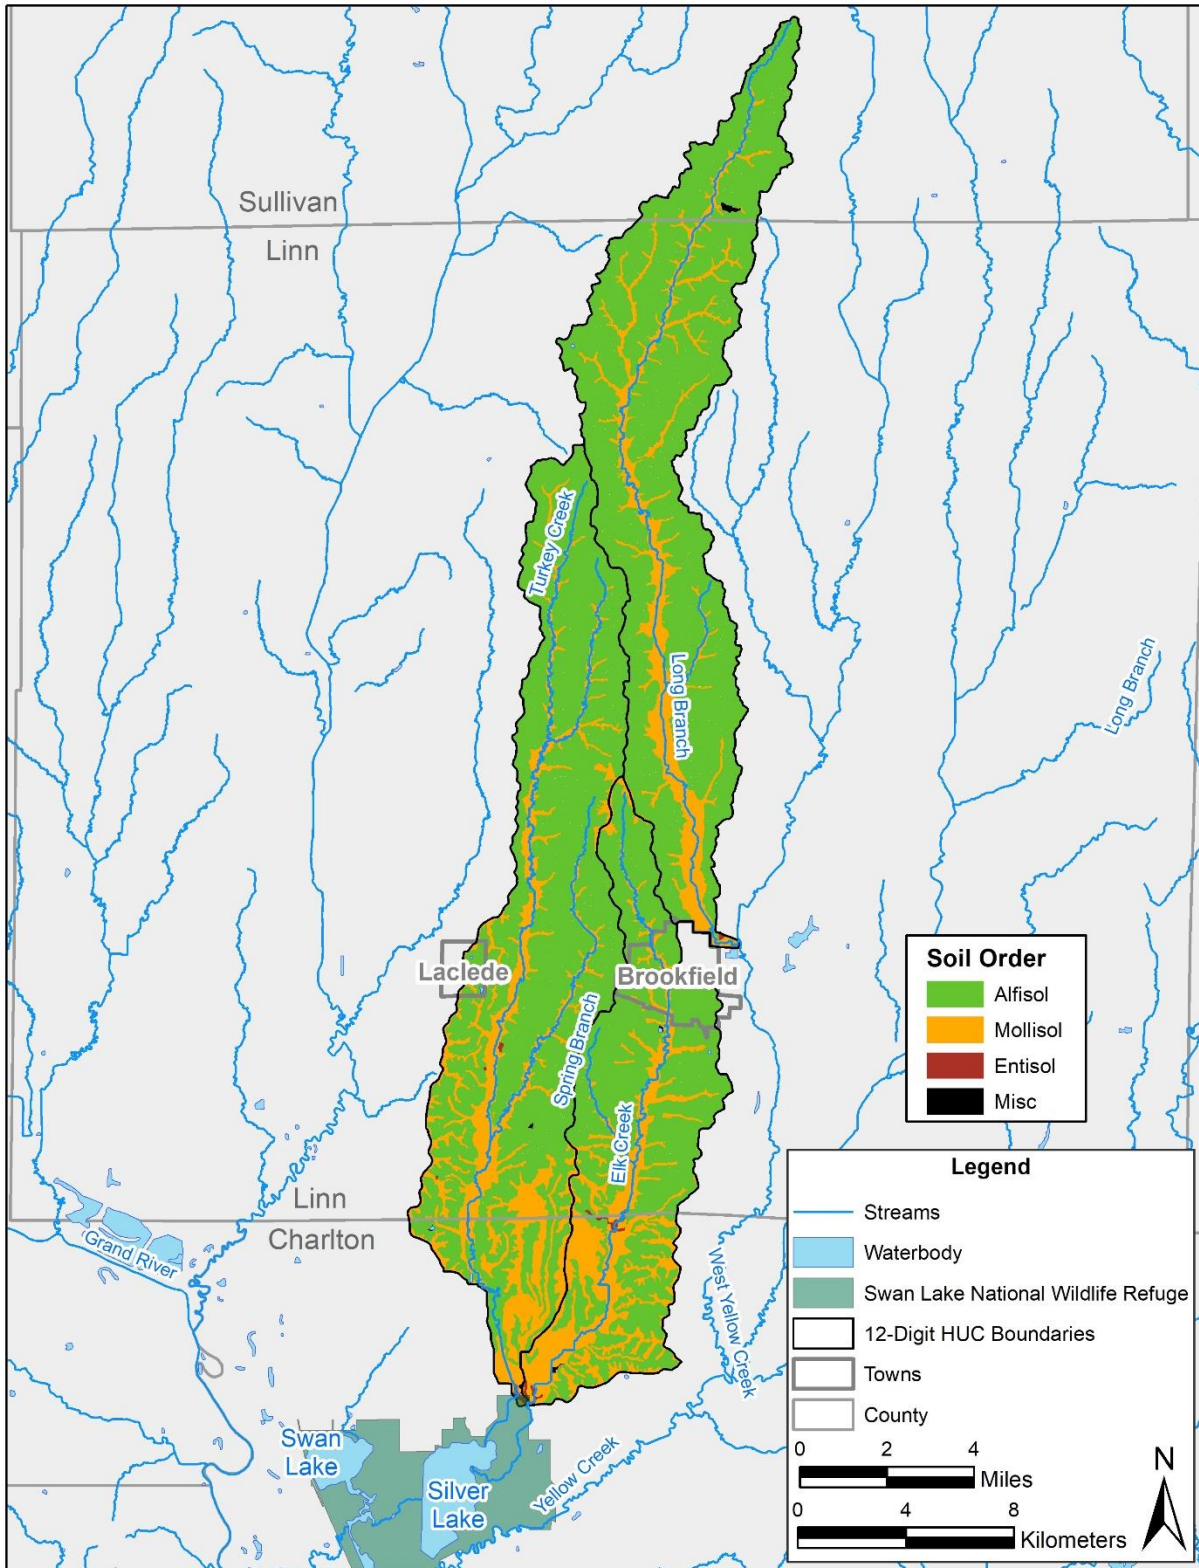 Sullivan
Linn
Turkey Creek
Long Branch
Long Branch
Laclede
Brookfield
Spring Branch
Elk Creek
Soil Order
Alfisol
Mollisol
Entisol
Misc
Linn
Charlton
Grand River
West Yellow Creek
Legend
Streams
Waterbody
Swan Lake National Wildlife Refuge
12-Digit HUC Boundaries
Towns
County
0 2 4
Miles
0 4 8
Kilometers
N
Swan
Lake
Silver
Lake
Yellow Creek